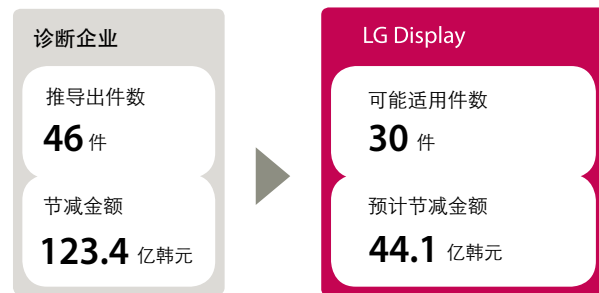 诊断企业
推导出件数
46 件
节减金额
123.4 亿韩元
LG Display
可能适用件数
30 件
预计节减金额
44.1 亿韩元